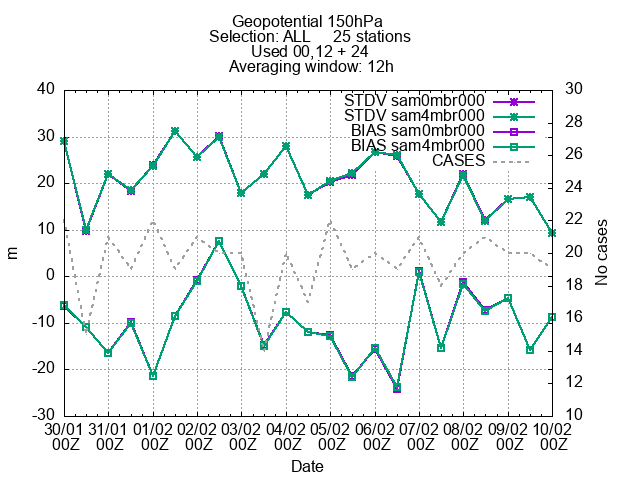 Geopotential 150hPa
Selection: ALL 25 stations
Used 00,12 + 24
Averaging window: 12h
STDV sam0mbr000
STDV sam4mbr000
BIAS sam0mbr000
BIAS sam4mbr000
CASES
40
30
20
10
0
-10
-20
-30
m
30
28
26
24
22
20
18
16
14
12
10
No cases
30/01 31/01 01/02 02/02 03/02 04/02 05/02 06/02 07/02 08/02 09/02 10/02
00Z 00Z 00Z 00Z 00Z 00Z 00Z 00Z 00Z 00Z 00Z 00Z
Date